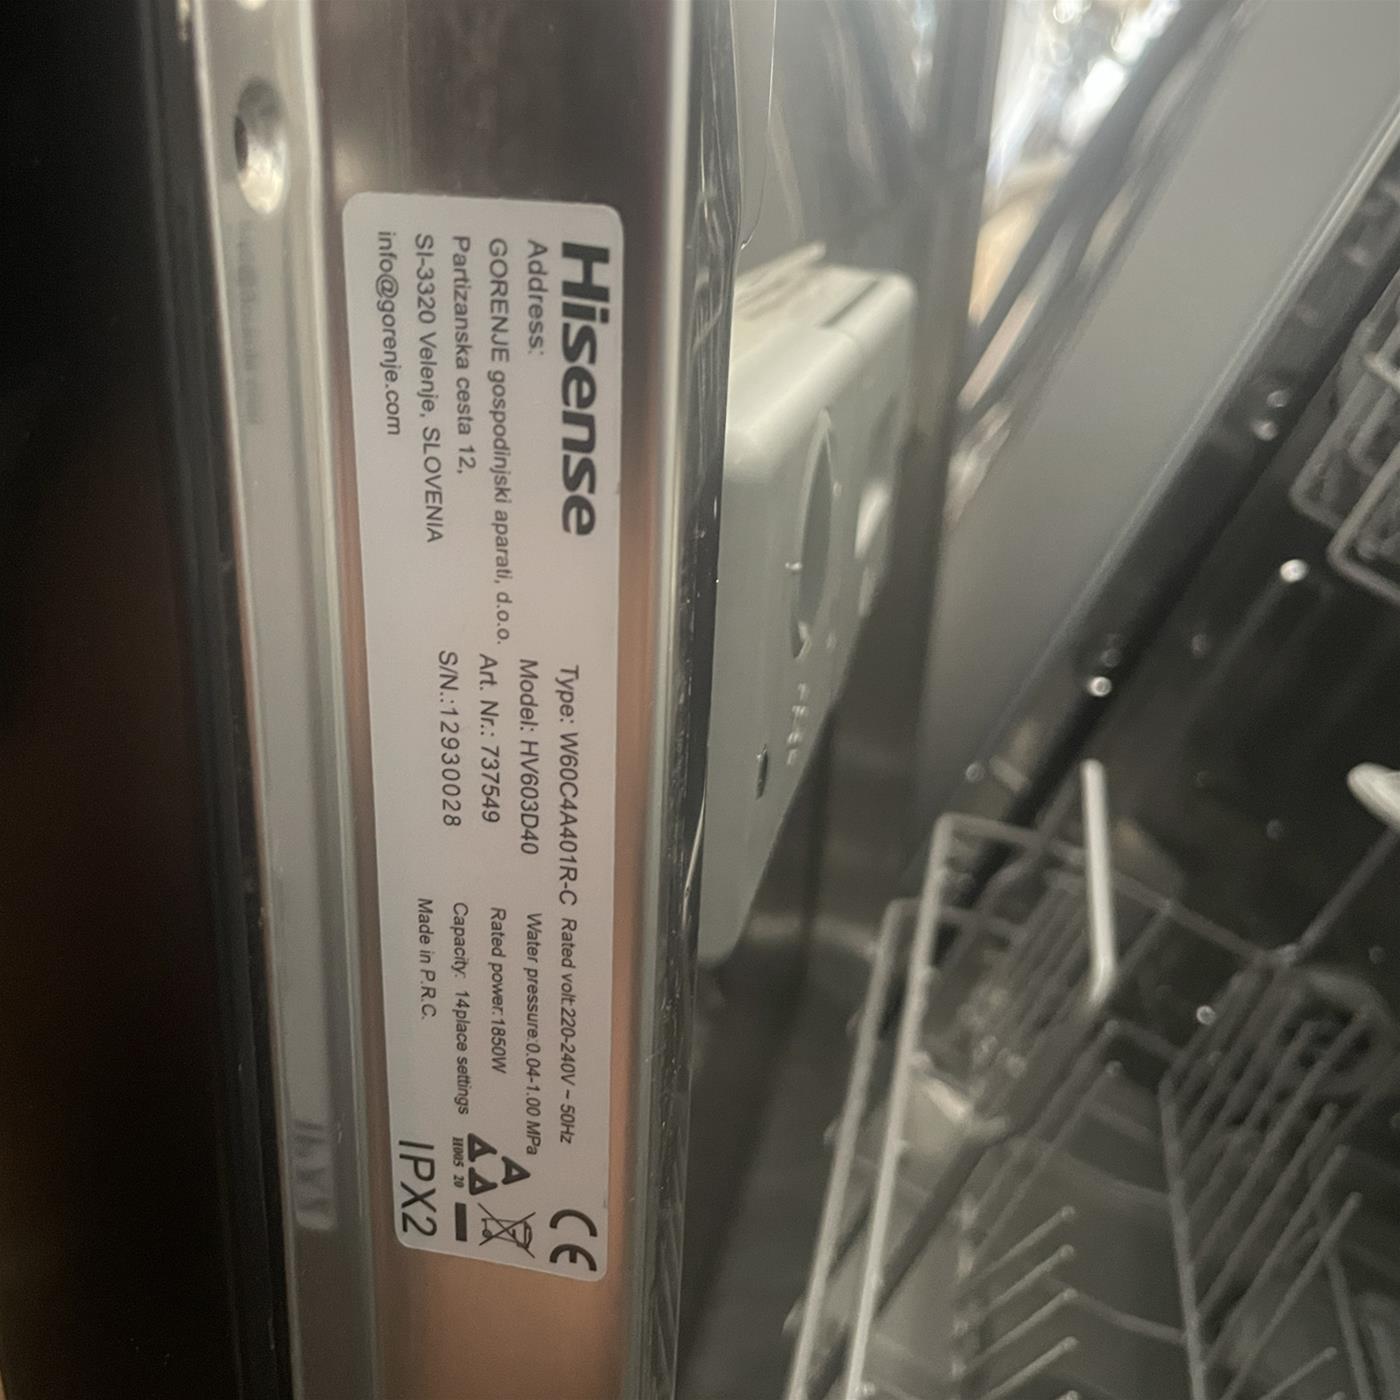 Hisense
Address:
GORENJE gospodinjski aparati, d.o.o.
Partizanska cesta 12,
SI-3320 Velenje, SLOVENIA
info@gorenje.com
Type: W60C4A401R-C
Model: HV603D40
Art. Nr.: 737549
S/N.:12930028
Rated volt:220-240V ~ 50Hz
Water pressure:0.04-1.00 MPa
Rated power:1850W
Capacity: 14place settings
Made in P.R.C.
H005 20
CE
IPX2